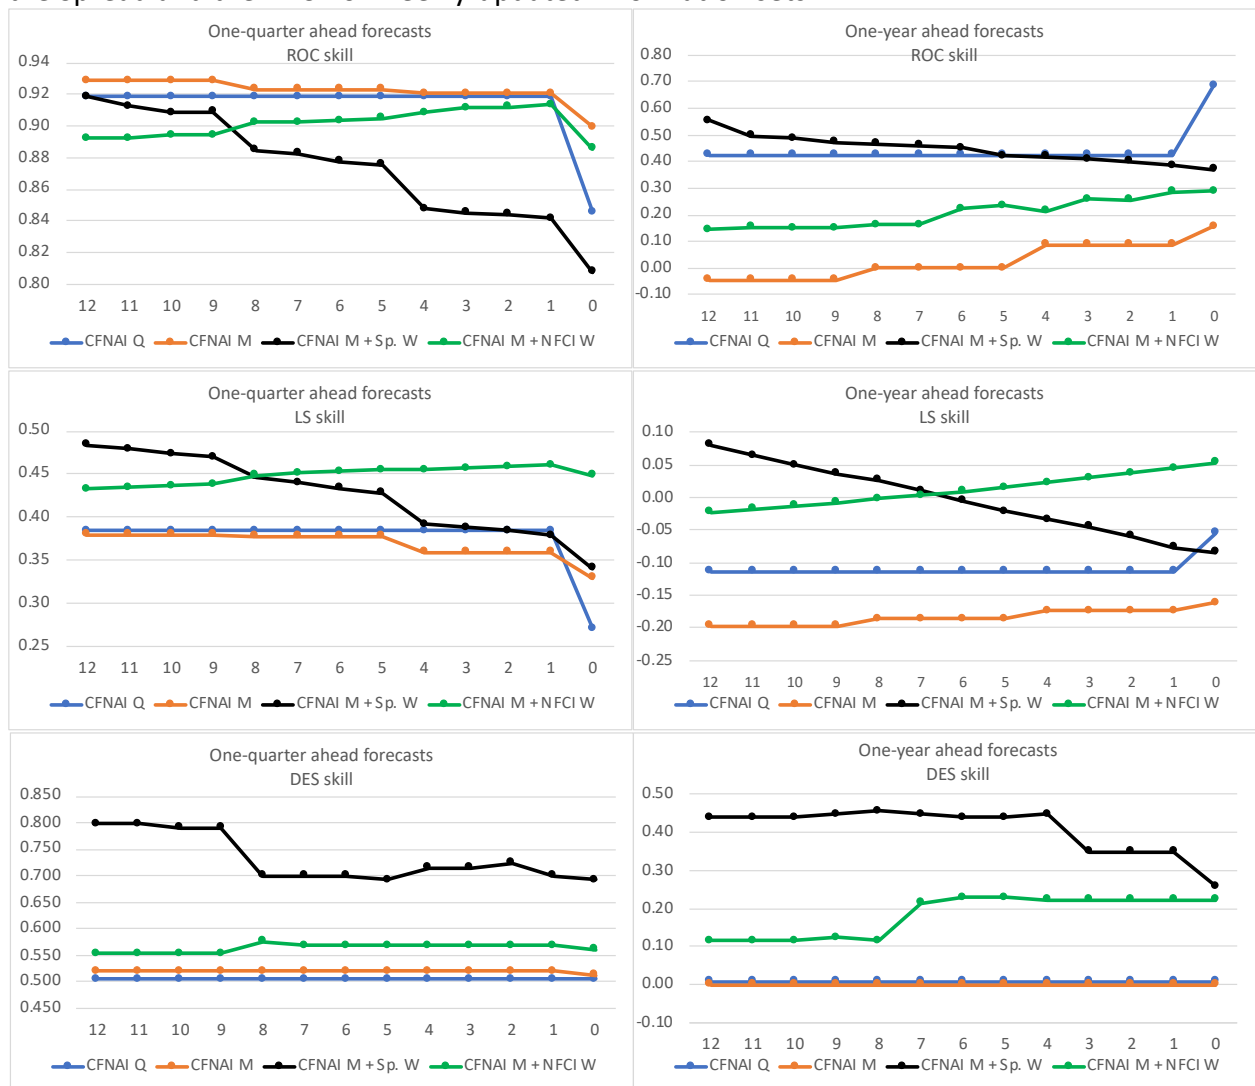 the spread and the
One-quarter ahead forecasts
ROC skill
0.94
0.92
0.90
0.88
0.86
0.84
0.82
0.80
12 11 10 9 8 7 6 5 4 3 2 1 0
CFNAI Q CFNAI M CFNAI M + Sp. W CFNAI M + NFCI W
One-year ahead forecasts
ROC skill
0.80
0.70
0.60
0.50
0.40
0.30
0.20
0.10
0.00
-0.10
12 11 10 9 8 7 6 5 4 3 2 1 0
CFNAI Q CFNAI M CFNAI M + Sp. W CFNAI M + NFCI W
One-quarter ahead forecasts
LS skill
0.50
0.45
0.40
0.35
0.30
0.25
12 11 10 9 8 7 6 5 4 3 2 1 0
CFNAI Q CFNAI M CFNAI M + Sp. W CFNAI M + NFCI W
One-year ahead forecasts
LS skill
0.10
0.05
0.00
-0.05
-0.10
-0.15
-0.20
-0.25
12 11 10 9 8 7 6 5 4 3 2 1 0
CFNAI Q CFNAI M CFNAI M + Sp. W CFNAI M + NFCI W
One-quarter ahead forecasts
DES skill
0.850
0.800
0.750
0.700
0.650
0.600
0.550
0.500
0.450
12 11 10 9 8 7 6 5 4 3 2 1 0
CFNAI Q CFNAI M CFNAI M + Sp. W CFNAI M + NFCI W
One-year ahead forecasts
DES skill
0.50
0.40
0.30
0.20
0.10
0.00
-0.10
12 11 10 9 8 7 6 5 4 3 2 1 0
CFNAI Q CFNAI M CFNAI M + Sp. W CFNAI M + NFCI W